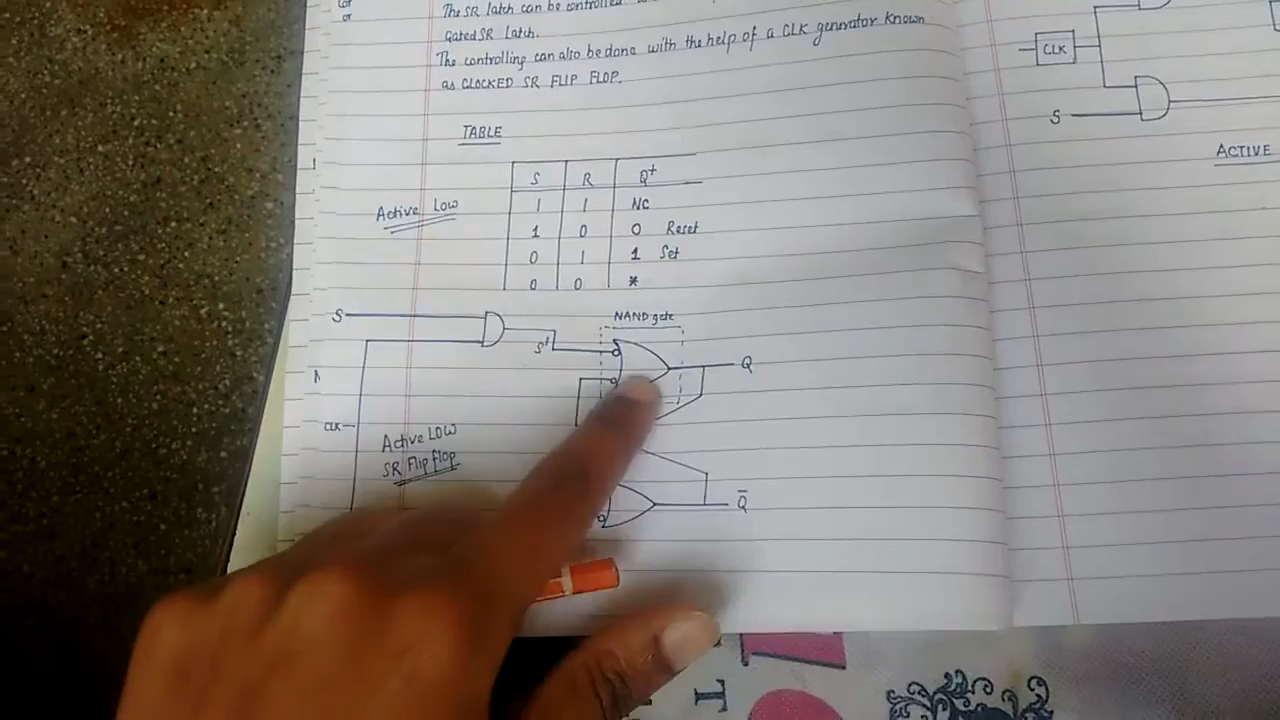 The SR latch can be controlled
Gated SR Latch.
The controlling can also be done with the help of a CLK generator known
as CLOCKED SR FLIP FLOP.
TABLE
Active Low
S R Q+
1 1 NC
1 0 0 Reset
0 1 1 Set
0 0 *
NAND gate
S
S'
Q
CLK
Active LOW
SR Flip flop
Q̅
CLK
S
ACTIVE
T